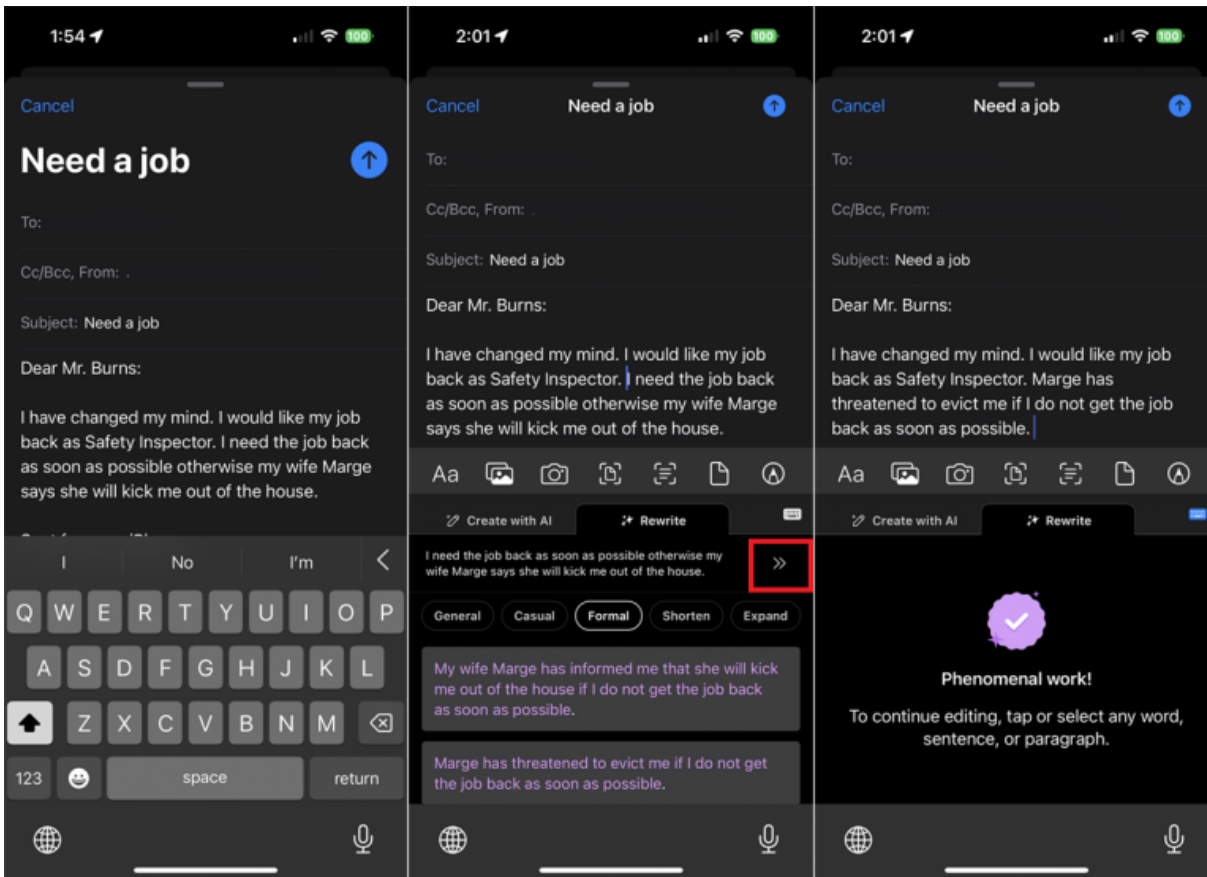 1:54
100
Cancel
Need a job
To:
Cc/Bcc, From:
Subject: Need a job
Dear Mr. Burns:
I have changed my mind. I would like my job
back as Safety Inspector. I need the job back
as soon as possible otherwise my wife Marge
says she will kick me out of the house.
I No I'm
Q W E R T Y U I O P
A S D F G H J K L
Z X C V B N M
123 space return
2:01
100
Cancel Need a job
To:
Cc/Bcc, From:
Subject: Need a job
Dear Mr. Burns:
I have changed my mind. I would like my job
back as Safety Inspector. I need the job back
as soon as possible otherwise my wife Marge
says she will kick me out of the house.
Aa
Create with AI Rewrite
I need the job back as soon as possible otherwise my
wife Marge says she will kick me out of the house.
General Casual Formal Shorten Expand
My wife Marge has informed me that she will kick
me out of the house if I do not get the job back
as soon as possible.
Marge has threatened to evict me if I do not get
the job back as soon as possible.
2:01
100
Cancel Need a job
To:
Cc/Bcc, From:
Subject: Need a job
Dear Mr. Burns:
I have changed my mind. I would like my job
back as Safety Inspector. Marge has
threatened to evict me if I do not get the job
back as soon as possible.
Aa
Create with AI Rewrite
Phenomenal work!
To continue editing, tap or select any word,
sentence, or paragraph.